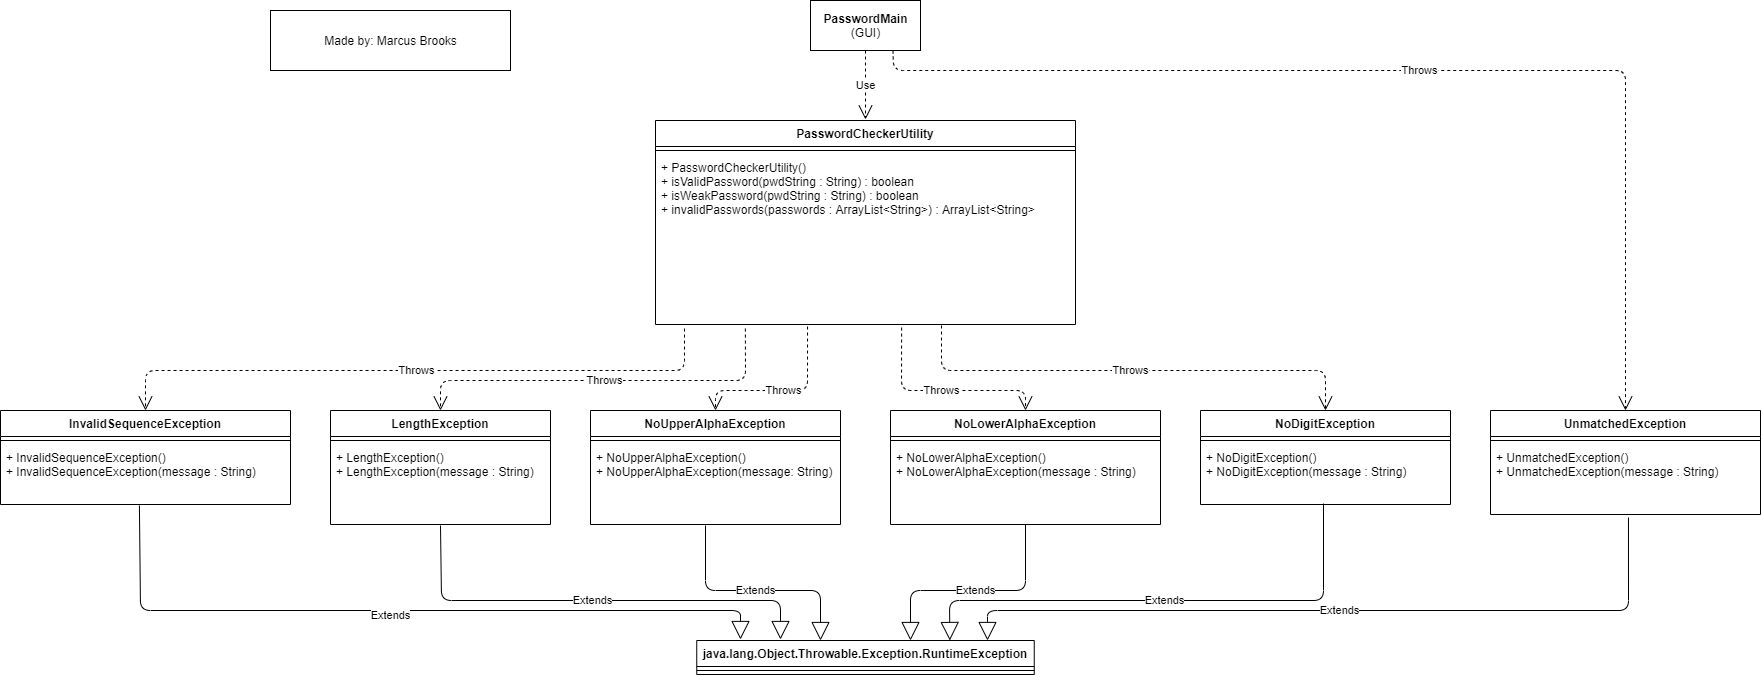 Made by: Marcus Brooks
PasswordMain
(GUI)
Throws
Use
PasswordCheckerUtility
+ PasswordCheckerUtility()
+ isValidPassword(pwdString : String) : boolean
+ isWeakPassword(pwdString : String) : boolean
+ invalidPasswords(passwords : ArrayList<String>) : ArrayList<String>
Throws
Throws
Throws
Throws
Throws
InvalidSequenceException
+ InvalidSequenceException()
+ InvalidSequenceException(message : String)
LengthException
+ LengthException()
+ LengthException(message : String)
NoUpperAlphaException
+ NoUpperAlphaException()
+ NoUpperAlphaException(message: String)
NoLowerAlphaException
+ NoLowerAlphaException()
+ NoLowerAlphaException(message : String)
NoDigitException
+ NoDigitException()
+ NoDigitException(message : String)
UnmatchedException
+ UnmatchedException()
+ UnmatchedException(message : String)
Extends
Extends
Extends
Extends
Extends
Extends
java.lang.Object.Throwable.Exception.RuntimeException